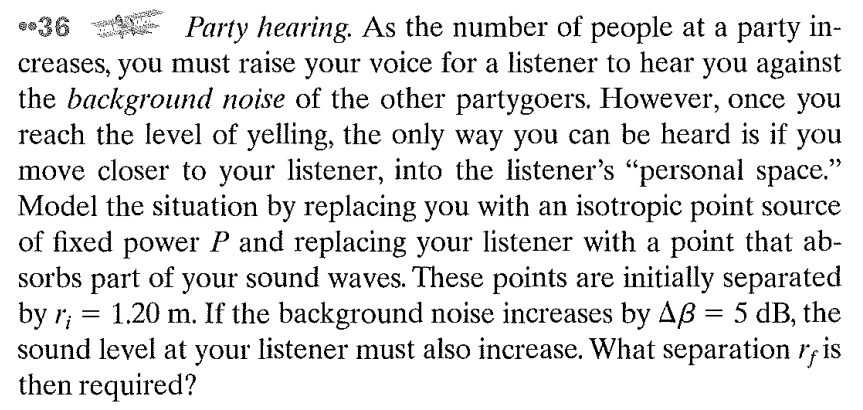 ••36 Party hearing. As the number of people at a party in-
creases, you must raise your voice for a listener to hear you against
the background noise of the other partygoers. However, once you
reach the level of yelling, the only way you can be heard is if you
move closer to your listener, into the listener's “personal space.”
Model the situation by replacing you with an isotropic point source
of fixed power P and replacing your listener with a point that ab-
sorbs part of your sound waves. These points are initially separated
by rᵢ = 1.20 m. If the background noise increases by Δβ = 5 dB, the
sound level at your listener must also increase. What separation r_f is
then required?